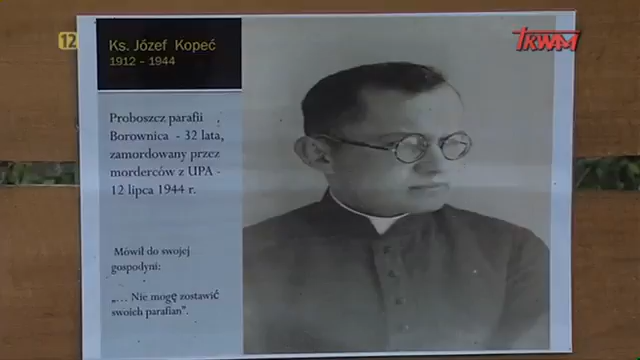 12
TRWAM
Ks. Józef Kopeć
1912 - 1944
Proboszcz parafii
Borownica - 32 lata,
zamordowany przez
morderców z UPA -
12 lipca 1944 r.
Mówił do swojej
gospodyni:
„... Nie mogę zostawić
swoich parafian".